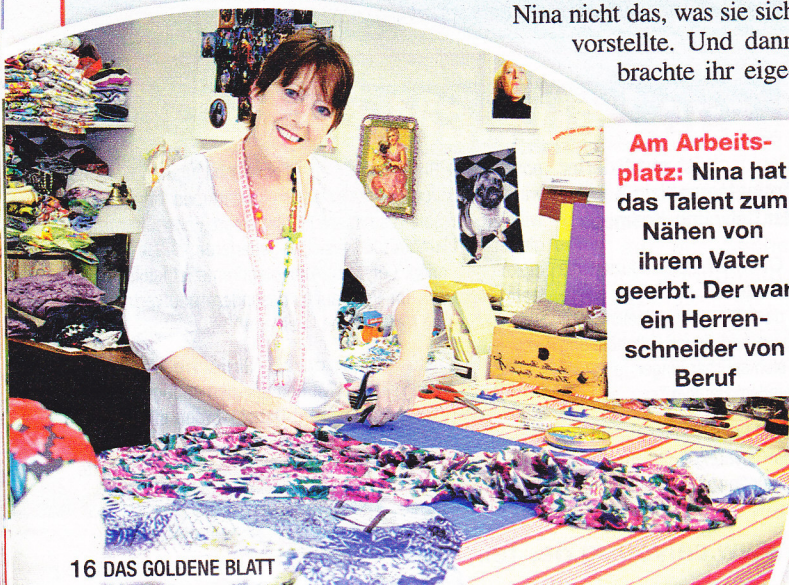 Nina nicht das, was sie sich
vorstellte. Und dann
brachte ihr eige-
Am Arbeits-
platz: Nina hat
das Talent zum
Nähen von
ihrem Vater
geerbt. Der war
ein Herren-
schneider von
Beruf
16 DAS GOLDENE BLATT